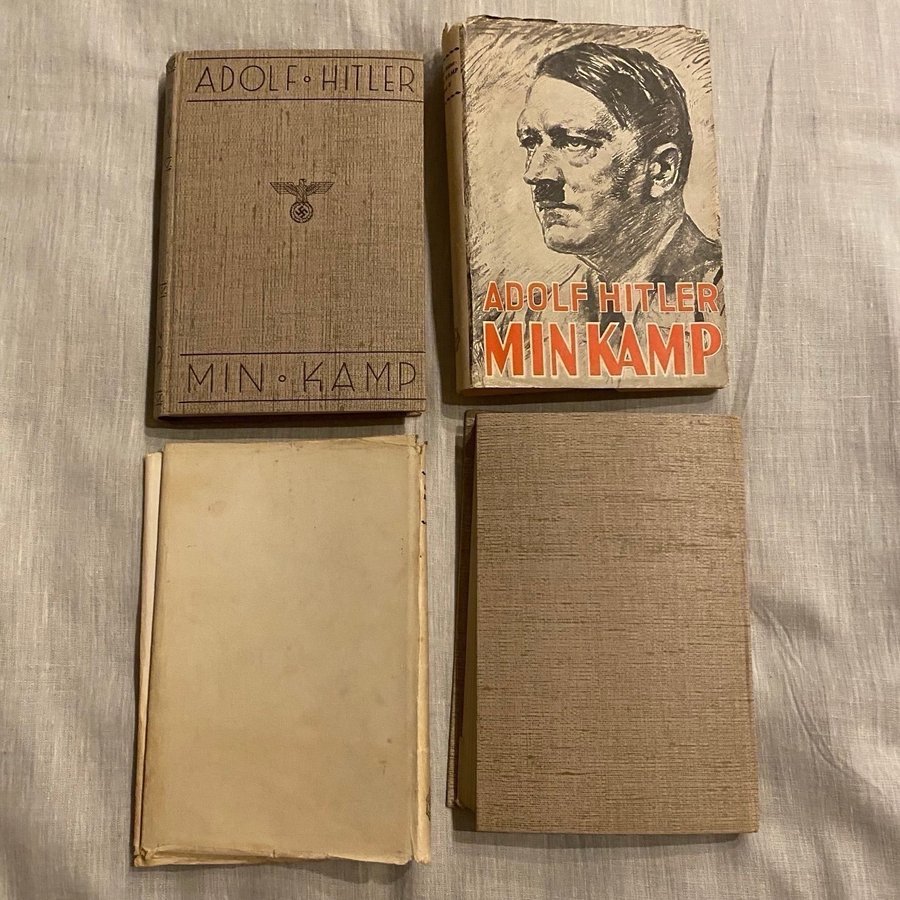 ADOLF · HITLER
MIN · KAMP
ADOLF HITLER
MIN KAMP